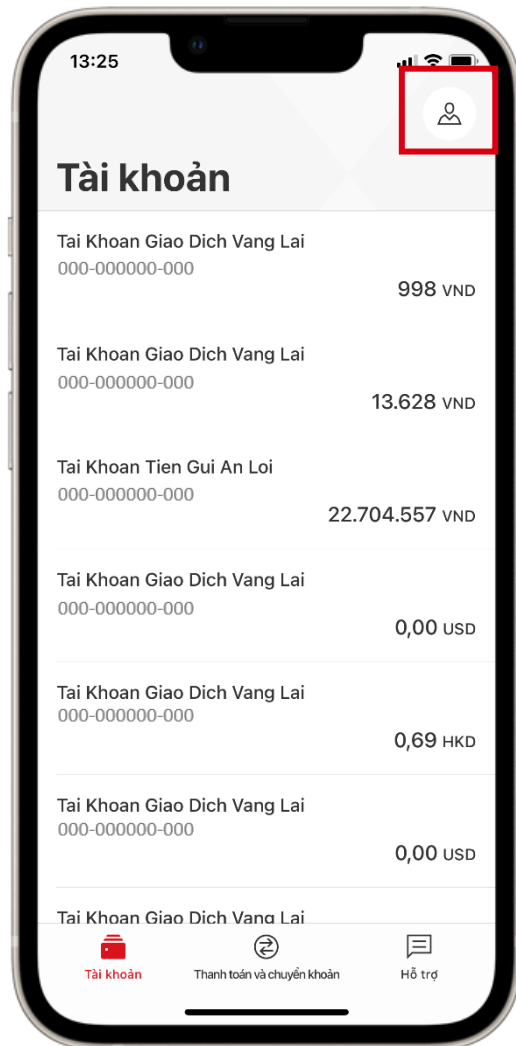 13:25
Tài khoản
Tai Khoan Giao Dich Vang Lai
000-000000-000
998 VND
Tai Khoan Giao Dich Vang Lai
000-000000-000
13.628 VND
Tai Khoan Tien Gui An Loi
000-000000-000
22.704.557 VND
Tai Khoan Giao Dich Vang Lai
000-000000-000
0,00 USD
Tai Khoan Giao Dich Vang Lai
000-000000-000
0,69 HKD
Tai Khoan Giao Dich Vang Lai
000-000000-000
0,00 USD
Tai Khoan Giao Dich Vang Lai
Tài khoản
Thanh toán và chuyển khoản
Hỗ trợ